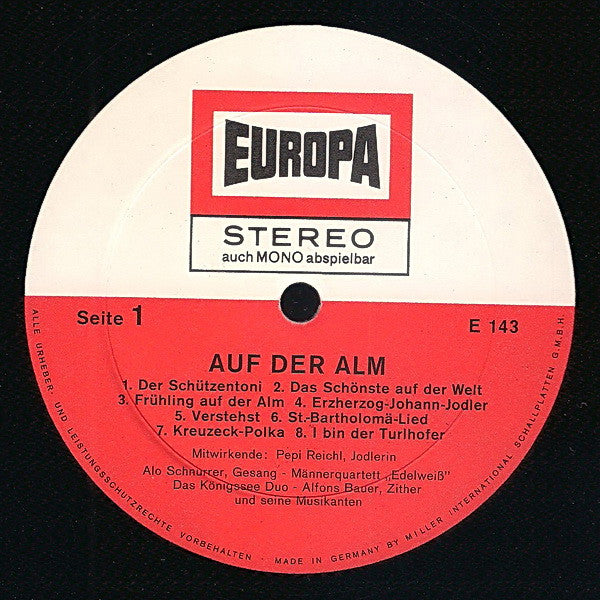 EUROPA
STEREO
auch MONO abspielbar
Seite 1
E 143
AUF DER ALM
1. Der Schützentoni 2. Das Schönste auf der Welt
3. Frühling auf der Alm 4. Erzherzog-Johann-Jodler
5. Verstehst 6. St.-Bartholomä-Lied
7. Kreuzeck-Polka 8. I bin der Turlhofer
Mitwirkende: Pepi Reichl, Jodlerin
Alo Schnurrer, Gesang - Männerquartett „Edelweiß"
Das Königssee Duo - Alfons Bauer, Zither
und seine Musikanten
ALLE URHEBER- UND LEISTUNGSSCHUTZRECHTE VORBEHALTEN · MADE IN GERMANY BY MILLER INTERNATIONAL SCHALLPLATTEN G.M.B.H.